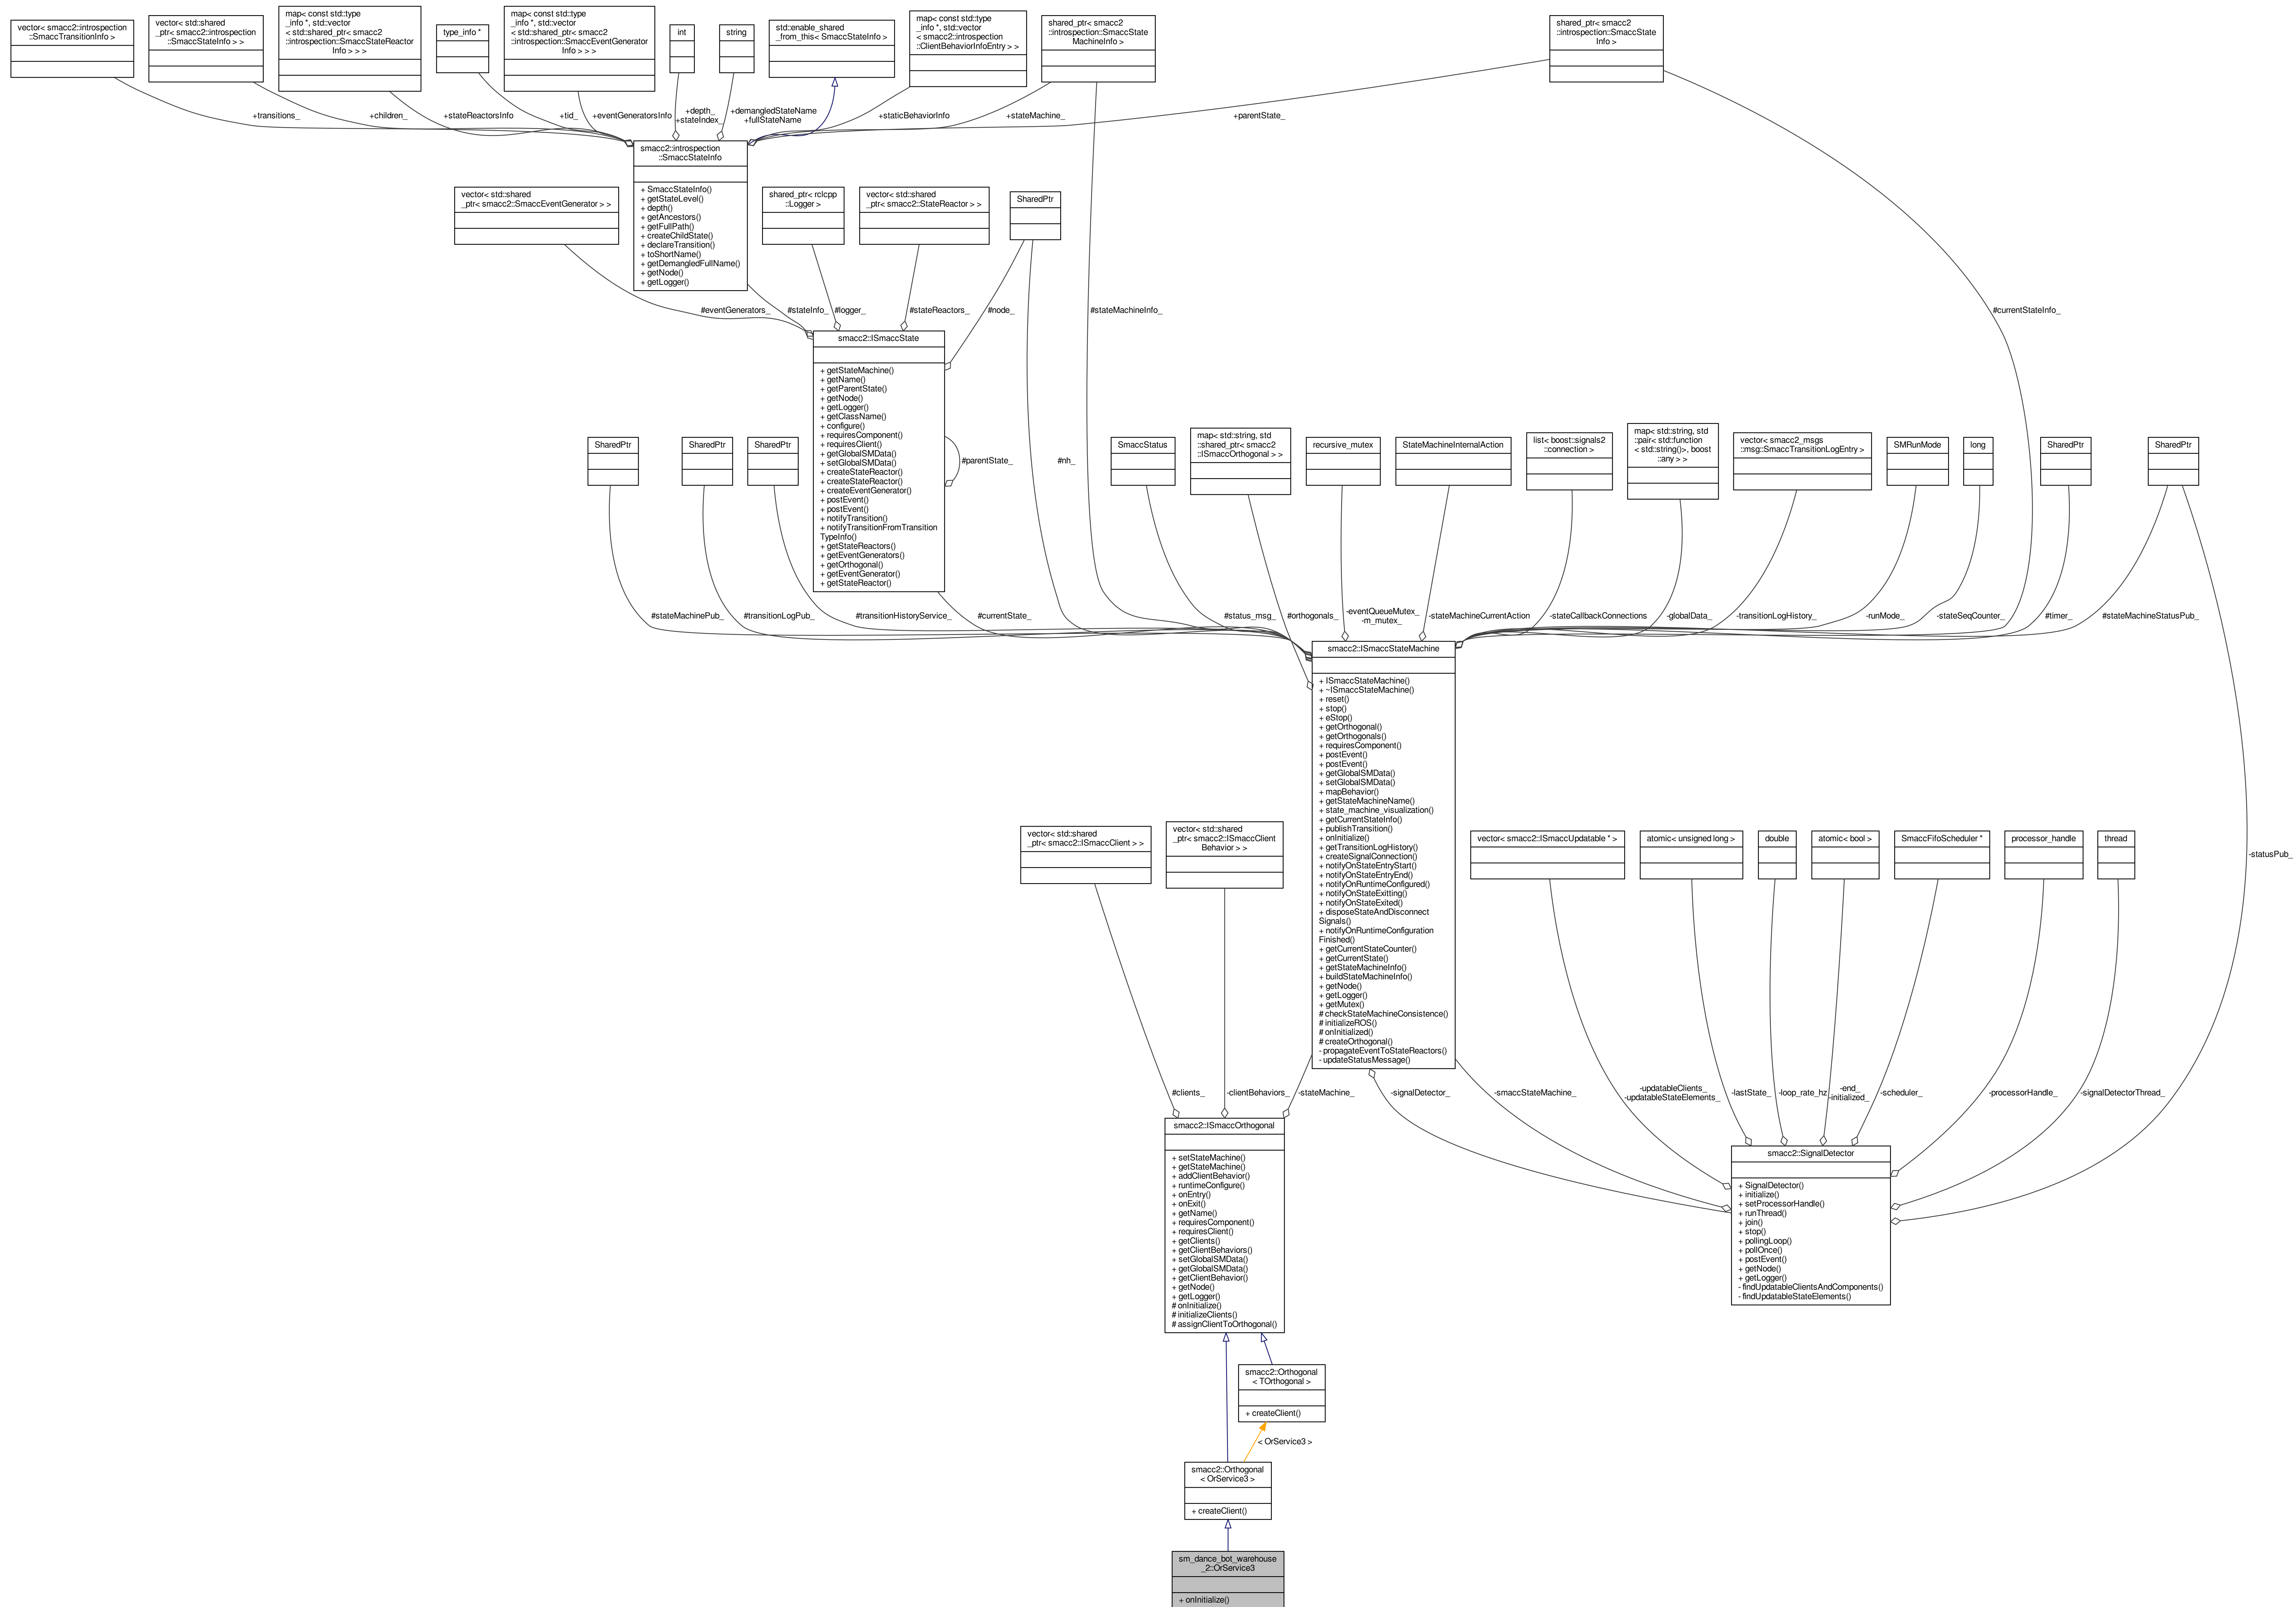 vector< smacc2::introspection
::SmaccTransitionInfo >
vector< std::shared
_ptr< smacc2::introspection
::SmaccStateInfo > >
map< const std::type
_info *, std::vector
< std::shared_ptr< smacc2
::introspection::SmaccStateReactor
Info > > >
type_info *
map< const std::type
_info *, std::vector
< std::shared_ptr< smacc2
::introspection::SmaccEventGenerator
Info > > >
int
string
std::enable_shared
_from_this< SmaccStateInfo >
map< const std::type
_info *, std::vector
< smacc2::introspection
::ClientBehaviorInfoEntry > >
shared_ptr< smacc2
::introspection::SmaccState
MachineInfo >
shared_ptr< smacc2
::introspection::SmaccState
Info >
+transitions_
+children_
+stateReactorsInfo
+tid_
+eventGeneratorsInfo
+depth_
+stateIndex_
+demangledStateName
+fullStateName
+staticBehaviorInfo
+stateMachine_
+parentState_
smacc2::introspection
::SmaccStateInfo
+ SmaccStateInfo()
+ getStateLevel()
+ depth()
+ getAncestors()
+ getFullPath()
+ createChildState()
+ declareTransition()
+ toShortName()
+ getDemangledFullName()
+ getNode()
+ getLogger()
vector< std::shared
_ptr< smacc2::SmaccEventGenerator > >
shared_ptr< rclcpp
::Logger >
vector< std::shared
_ptr< smacc2::StateReactor > >
SharedPtr
#eventGenerators_
#stateInfo_
#logger_
#stateReactors_
#node_
#stateMachineInfo_
#currentStateInfo_
smacc2::ISmaccState
+ getStateMachine()
+ getName()
+ getParentState()
+ getNode()
+ getLogger()
+ getClassName()
+ configure()
+ requiresComponent()
+ requiresClient()
+ getGlobalSMData()
+ setGlobalSMData()
+ createStateReactor()
+ createStateReactor()
+ createEventGenerator()
+ postEvent()
+ postEvent()
+ notifyTransition()
+ notifyTransitionFromTransition
TypeInfo()
+ getStateReactors()
+ getEventGenerators()
+ getOrthogonal()
+ getEventGenerator()
+ getStateReactor()
#parentState_
#nh_
SharedPtr
SharedPtr
SharedPtr
SmaccStatus
map< std::string, std
::shared_ptr< smacc2
::ISmaccOrthogonal > >
recursive_mutex
StateMachineInternalAction
list< boost::signals2
::connection >
map< std::string, std
::pair< std::function
< std::string()>, boost
::any > >
vector< smacc2_msgs
::msg::SmaccTransitionLogEntry >
SMRunMode
long
SharedPtr
SharedPtr
#stateMachinePub_
#transitionLogPub_
#transitionHistoryService_
#currentState_
#status_msg_
#orthogonals_
-eventQueueMutex_
-m_mutex_
-stateMachineCurrentAction
-stateCallbackConnections
-globalData_
-transitionLogHistory_
-runMode_
-stateSeqCounter_
#timer_
#stateMachineStatusPub_
smacc2::ISmaccStateMachine
+ ISmaccStateMachine()
+ ~ISmaccStateMachine()
+ reset()
+ stop()
+ eStop()
+ getOrthogonal()
+ getOrthogonals()
+ requiresComponent()
+ postEvent()
+ postEvent()
+ getGlobalSMData()
+ setGlobalSMData()
+ mapBehavior()
+ getStateMachineName()
+ state_machine_visualization()
+ getCurrentStateInfo()
+ publishTransition()
+ onInitialize()
+ getTransitionLogHistory()
+ createSignalConnection()
+ notifyOnStateEntryStart()
+ notifyOnStateEntryEnd()
+ notifyOnRuntimeConfigured()
+ notifyOnStateExitting()
+ notifyOnStateExited()
+ disposeStateAndDisconnect
Signals()
+ notifyOnRuntimeConfiguration
Finished()
+ getCurrentStateCounter()
+ getCurrentState()
+ getStateMachineInfo()
+ buildStateMachineInfo()
+ getNode()
+ getLogger()
+ getMutex()
# checkStateMachineConsistence()
# initializeROS()
# onInitialized()
# createOrthogonal()
- propagateEventToStateReactors()
- updateStatusMessage()
vector< std::shared
_ptr< smacc2::ISmaccClient > >
vector< std::shared
_ptr< smacc2::ISmaccClient
Behavior > >
vector< smacc2::ISmaccUpdatable * >
atomic< unsigned long >
double
atomic< bool >
SmaccFifoScheduler *
processor_handle
thread
-statusPub_
#clients_
-clientBehaviors_
-stateMachine_
-signalDetector_
-smaccStateMachine_
-updatableClients_
-updatableStateElements_
-lastState_
-loop_rate_hz
-end_
-initialized_
-scheduler_
-processorHandle_
-signalDetectorThread_
smacc2::ISmaccOrthogonal
+ setStateMachine()
+ getStateMachine()
+ addClientBehavior()
+ runtimeConfigure()
+ onEntry()
+ onExit()
+ getName()
+ requiresComponent()
+ requiresClient()
+ getClients()
+ getClientBehaviors()
+ setGlobalSMData()
+ getGlobalSMData()
+ getClientBehavior()
+ getNode()
+ getLogger()
# onInitialize()
# initializeClients()
# assignClientToOrthogonal()
smacc2::SignalDetector
+ SignalDetector()
+ initialize()
+ setProcessorHandle()
+ runThread()
+ join()
+ stop()
+ pollingLoop()
+ pollOnce()
+ postEvent()
+ getNode()
+ getLogger()
- findUpdatableClientsAndComponents()
- findUpdatableStateElements()
smacc2::Orthogonal
< TOrthogonal >
+ createClient()
< OrService3 >
smacc2::Orthogonal
< OrService3 >
+ createClient()
sm_dance_bot_warehouse
_2::OrService3
+ onInitialize()